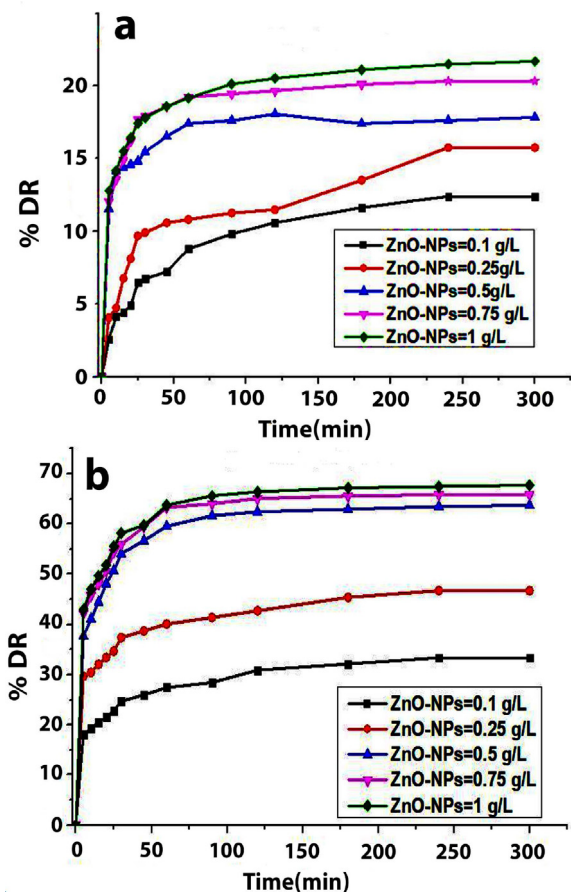 a
20
15
10
5
0
% DR
ZnO-NPs=0.1 g/L
ZnO-NPs=0.25g/L
ZnO-NPs=0.5g/L
ZnO-NPs=0.75 g/L
ZnO-NPs=1 g/L
0 50 100 150 200 250 300
Time(min)
b
70
60
50
40
30
20
10
0
% DR
ZnO-NPs=0.1 g/L
ZnO-NPs=0.25 g/L
ZnO-NPs=0.5 g/L
ZnO-NPs=0.75 g/L
ZnO-NPs=1 g/L
0 50 100 150 200 250 300
Time(min)